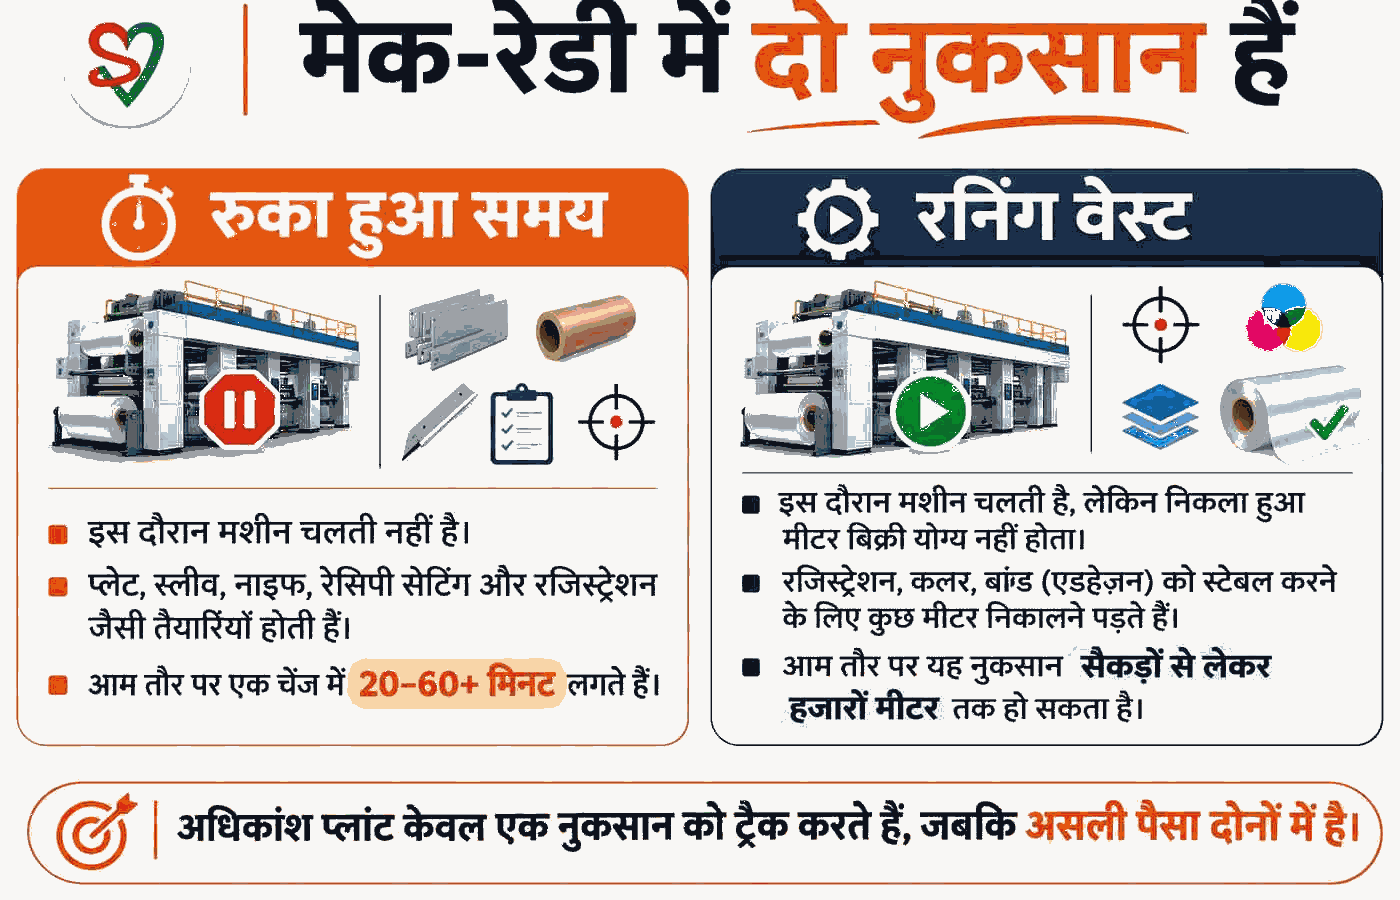 मेक-रेडी में दो नुकसान हैं
रुका हुआ समय
इस दौरान मशीन चलती नहीं है।
प्लेट, स्लीव, नाइफ, रेसिपी सेटिंग और रजिस्ट्रेशन
जैसी तैयारियों होती हैं।
आम तौर पर एक चेंज में 20–60+ मिनट लगते हैं।
रनिंग वेस्ट
इस दौरान मशीन चलती है, लेकिन निकला हुआ
मीटर बिक्री योग्य नहीं होता।
रजिस्ट्रेशन, कलर, बांड (एडहेज़न) को स्टेबल करने
के लिए कुछ मीटर निकालने पड़ते हैं।
आम तौर पर यह नुकसान सैकड़ों से लेकर
हजारों मीटर तक हो सकता है।
अधिकांश प्लांट केवल एक नुकसान को ट्रैक करते हैं, जबकि असली पैसा दोनों में है।